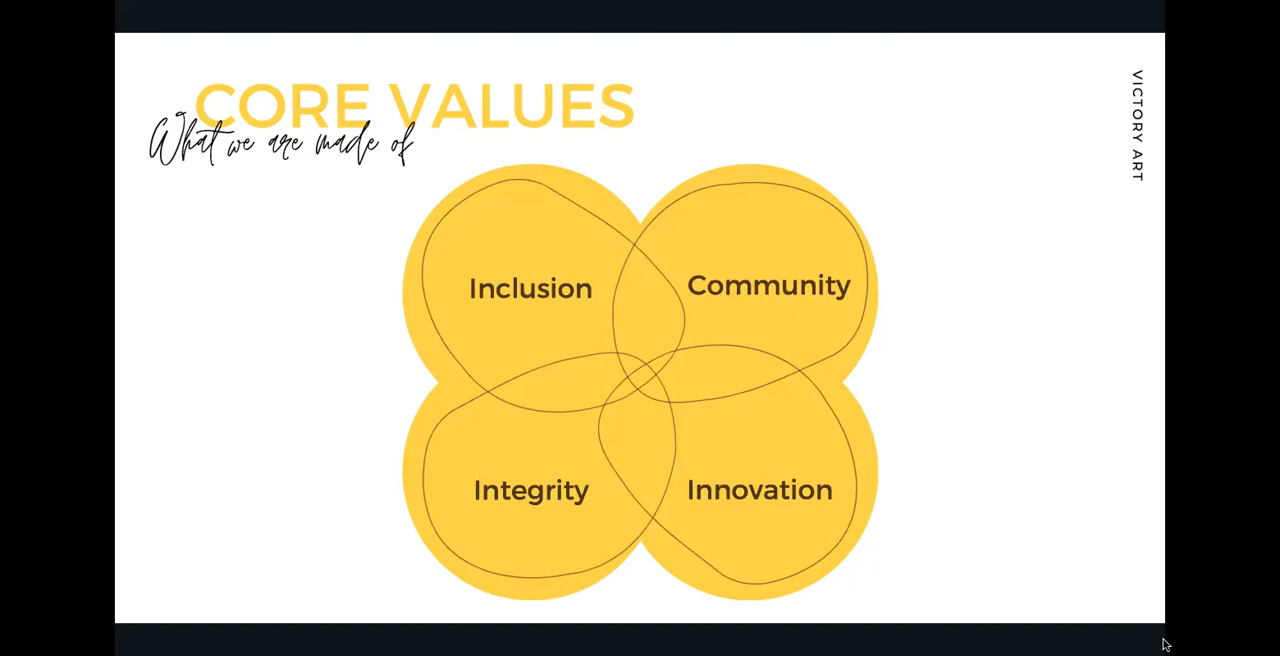 CORE VALUES
What we are made of
VICTORY ART
Inclusion
Community
Integrity
Innovation